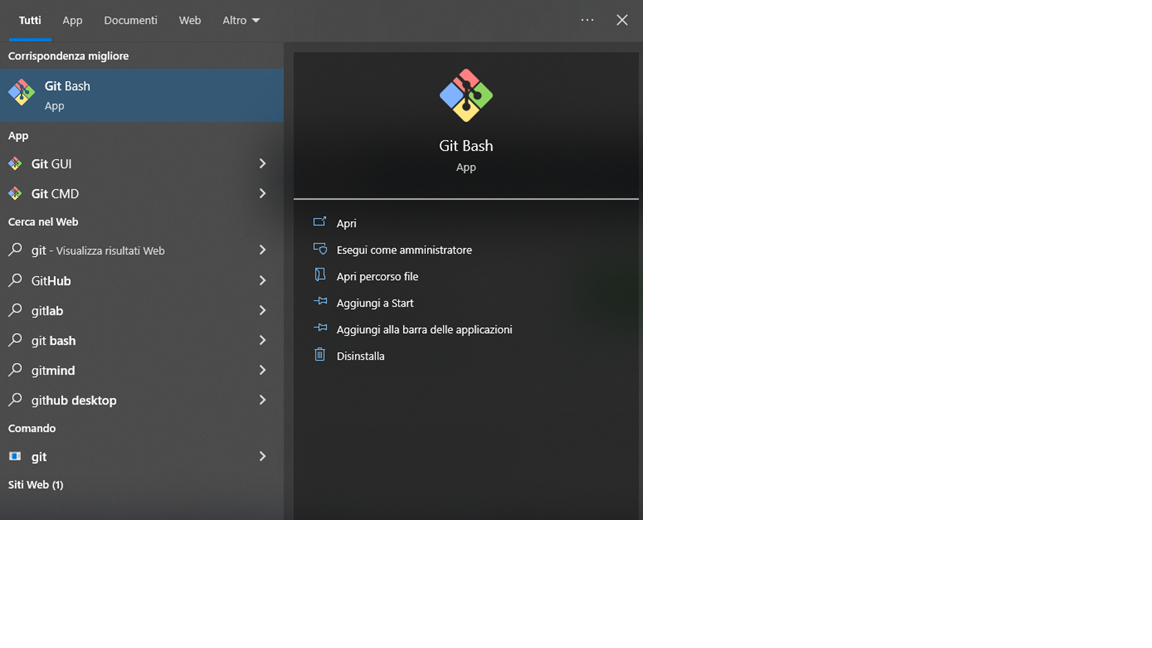 Tutti App Documenti Web Altro
Corrispondenza migliore
Git Bash
App
App
Git GUI
Git CMD
Cerca nel Web
git - Visualizza risultati Web
GitHub
gitlab
git bash
gitmind
github desktop
Comando
git
Siti Web (1)
Git Bash
App
Apri
Esegui come amministratore
Apri percorso file
Aggiungi a Start
Aggiungi alla barra delle applicazioni
Disinstalla